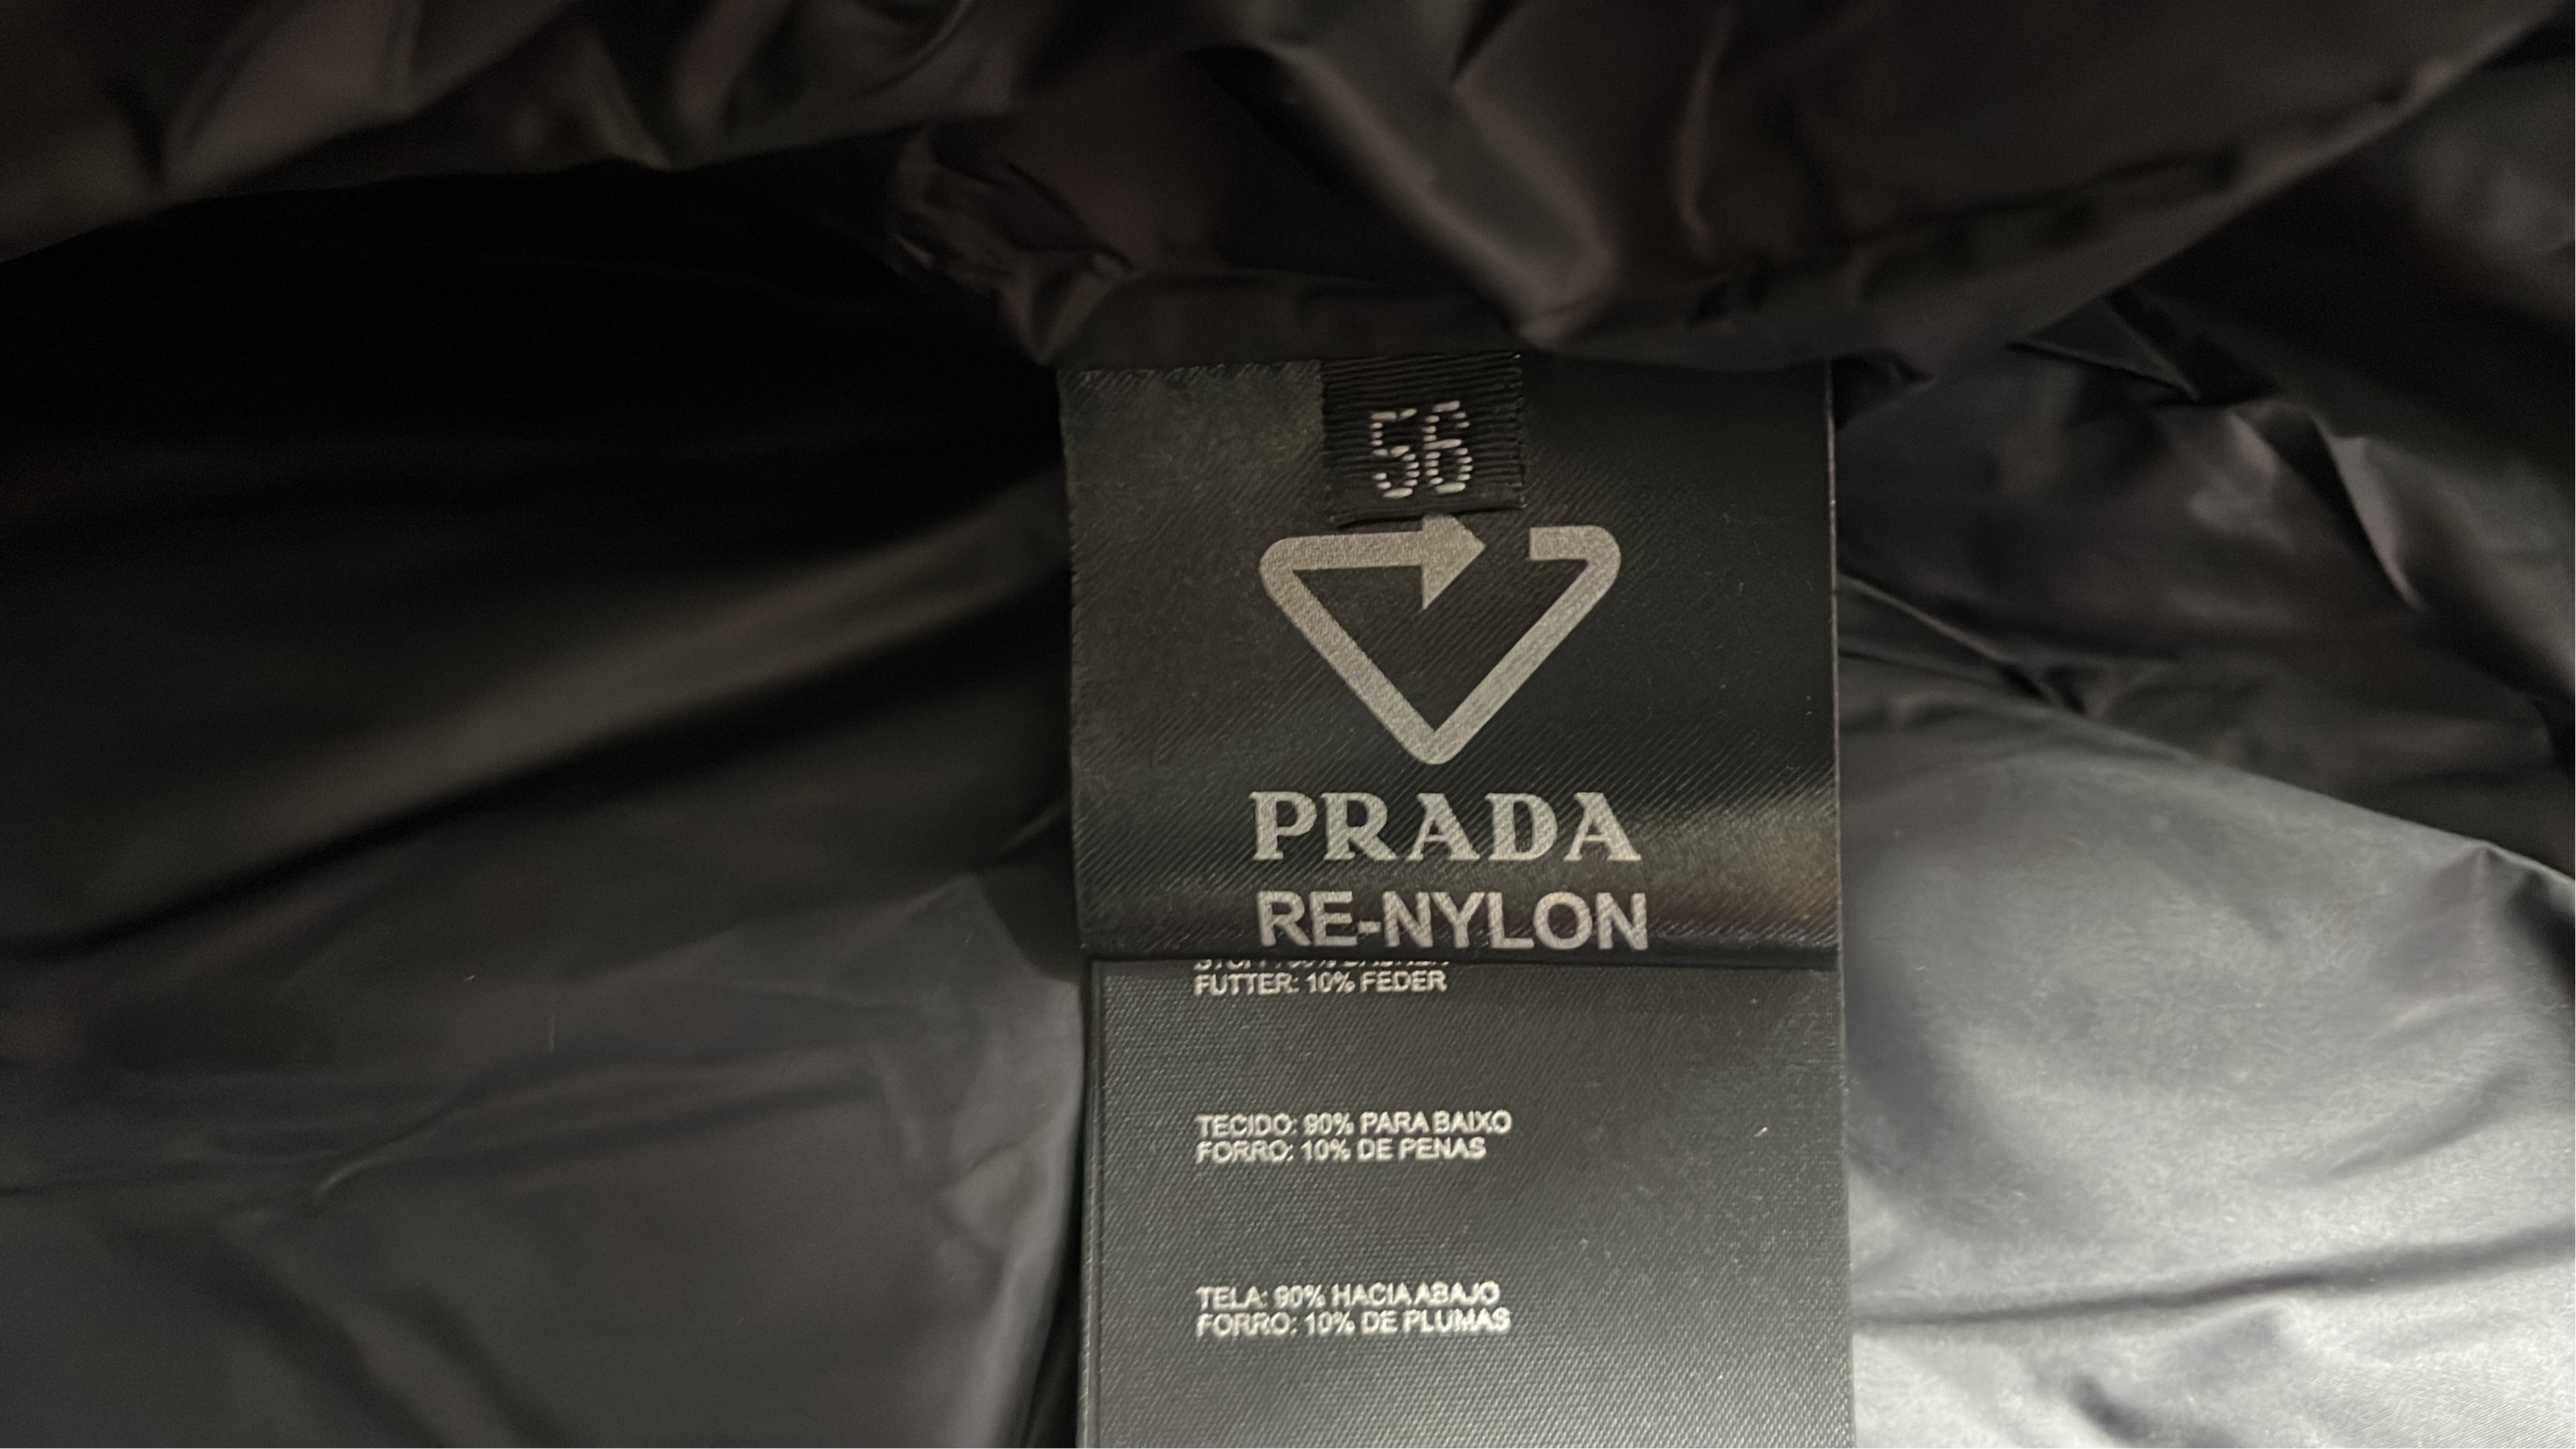 56
PRADA
RE-NYLON
FUTTER: 10% FEDER
TECIDO: 90% PARA BAIXO
FORRO: 10% DE PENAS
TELA: 90% HACIA ABAJO
FORRO: 10% DE PLUMAS